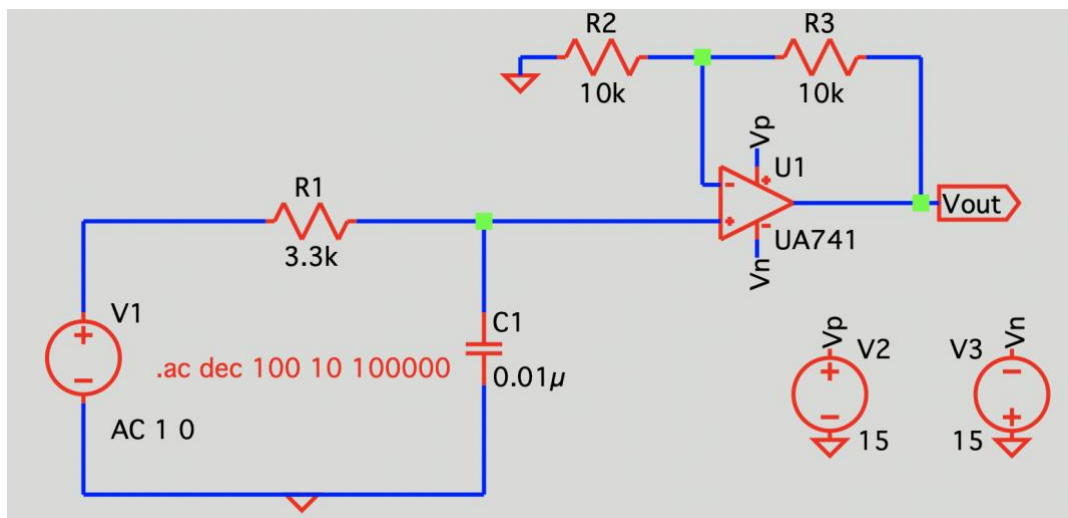 R2
R3
10k
10k
Vp
U1
R1
Vout
3.3k
UA741
Vn
V1
C1
Vp
V2
V3
Vn
.ac dec 100 10 100000
0.01µ
AC 1 0
15
15